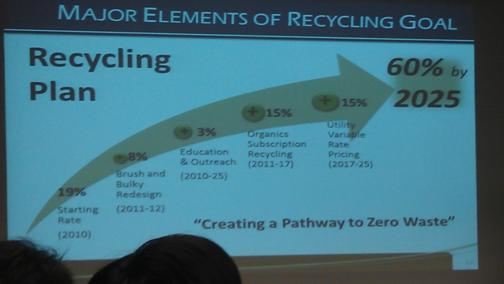 MAJOR ELEMENTS OF RECYCLING GOAL
Recycling
Plan
60% by
2025
19%
Starting
Rate
(2010)
+8%
Brush and
Bulky
Redesign
(2011-12)
+ 3%
Education
& Outreach
(2010-25)
+15%
Organics
Subscription
Recycling
(2011-17)
+ 15%
Utility
Variable
Rate
Pricing
(2017-25)
"Creating a Pathway to Zero Waste"